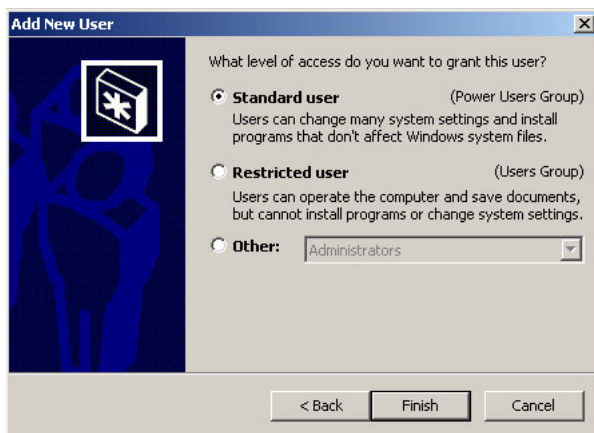 Add New User
What level of access do you want to grant this user?
Standard user (Power Users Group)
Users can change many system settings and install
programs that don't affect Windows system files.
Restricted user (Users Group)
Users can operate the computer and save documents,
but cannot install programs or change system settings.
Other: Administrators
< Back Finish Cancel